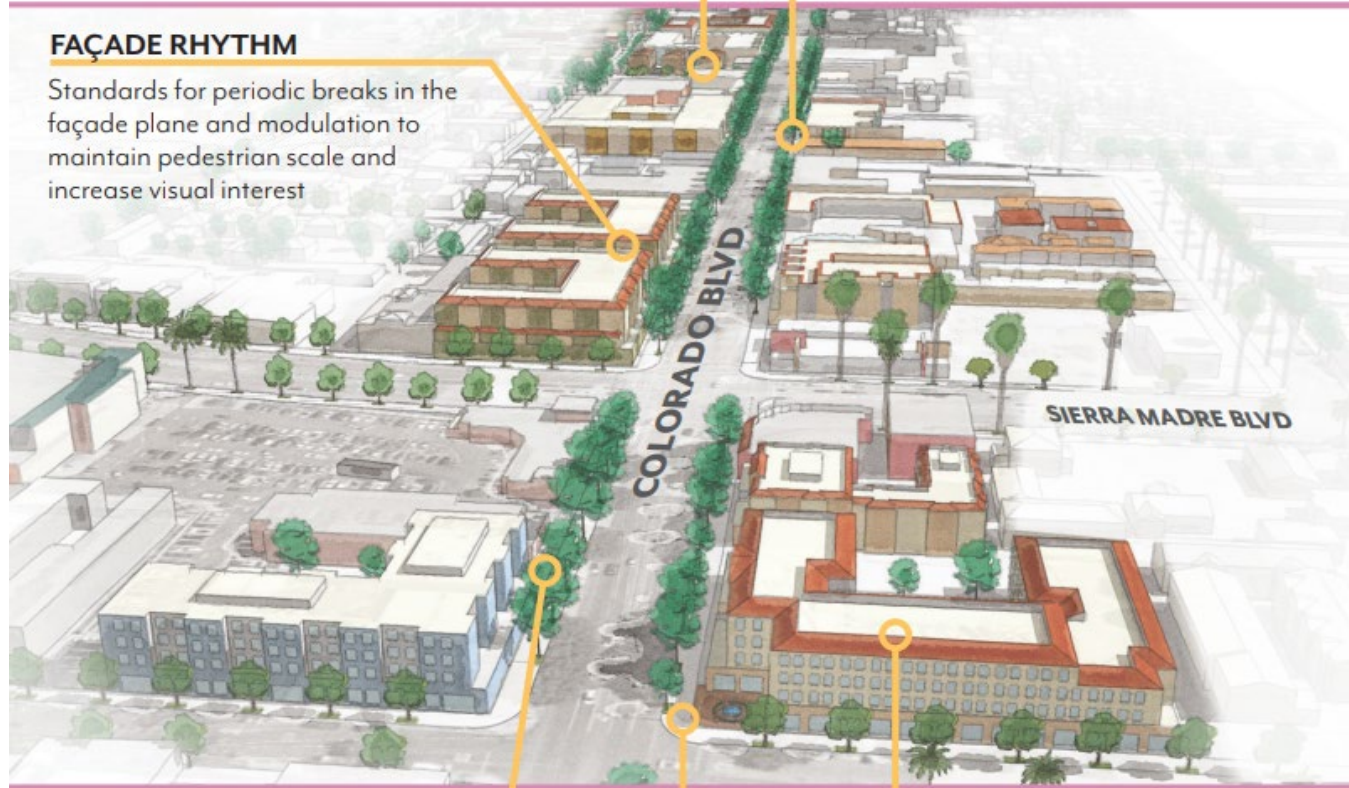 FAÇADE RHYTHM
Standards for periodic breaks in the
façade plane and modulation to
maintain pedestrian scale and
increase visual interest
COLORADO BLVD
SIERRA MADRE BLVD